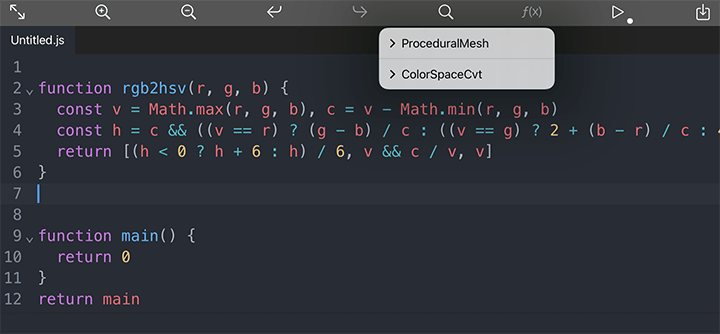 ƒ(x)
Untitled.js
ProceduralMesh
ColorSpaceCvt
1
2 function rgb2hsv(r, g, b) {
3 const v = Math.max(r, g, b), c = v - Math.min(r, g, b)
4 const h = c && ((v == r) ? (g - b) / c : ((v == g) ? 2 + (b - r) / c :
5 return [(h < 0 ? h + 6 : h) / 6, v && c / v, v]
6 }
7
8
9 function main() {
10 return 0
11 }
12 return main